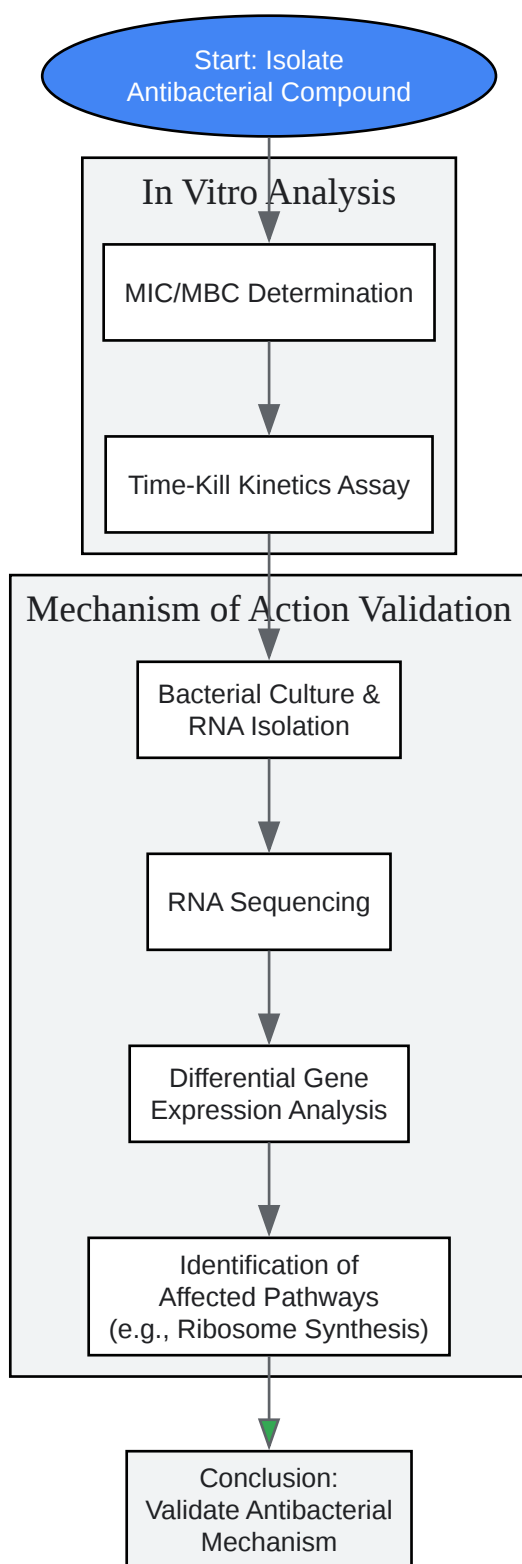 Start: Isolate
Antibacterial Compound
In Vitro Analysis
MIC/MBC Determination
Time-Kill Kinetics Assay
Mechanism of Action Validation
Bacterial Culture &
RNA Isolation
RNA Sequencing
Differential Gene
Expression Analysis
Identification of
Affected Pathways
(e.g., Ribosome Synthesis)
Conclusion:
Validate Antibacterial
Mechanism